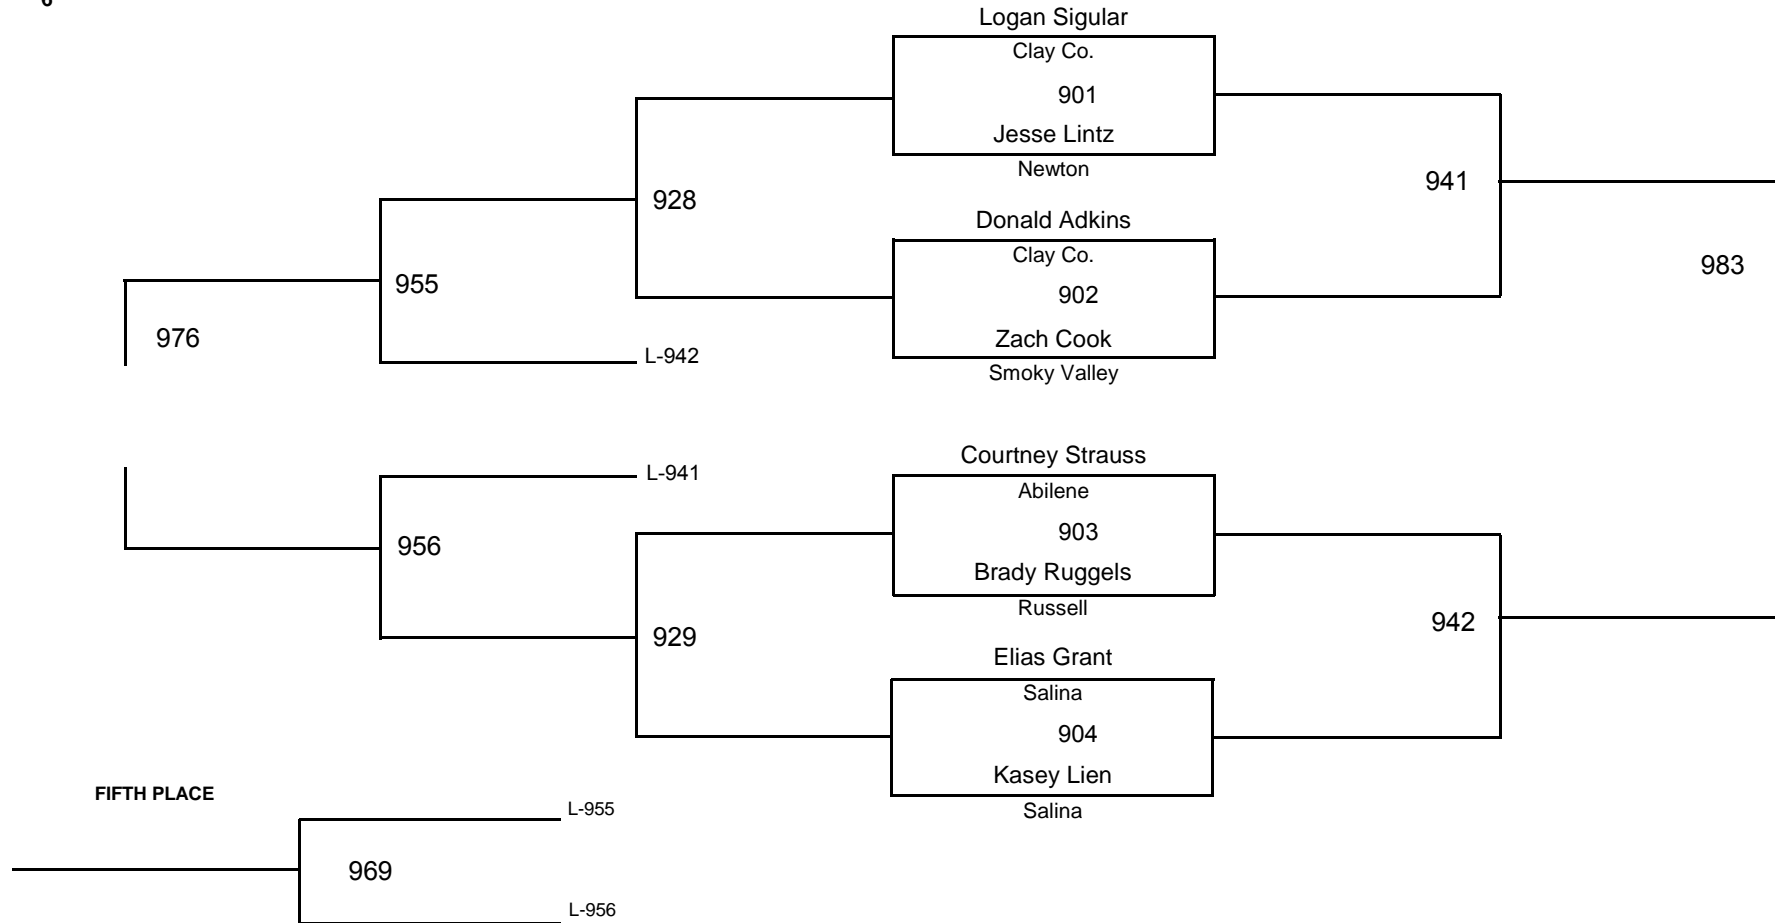 6
Logan Sigular
Clay Co.
901
Jesse Lintz
Newton
928
941
Donald Adkins
Clay Co.
983
955
902
976
Zach Cook
L-942
Smoky Valley
Courtney Strauss
L-941
Abilene
903
956
Brady Ruggels
Russell
942
929
Elias Grant
Salina
904
Kasey Lien
FIFTH PLACE
L-955
Salina
969
L-956